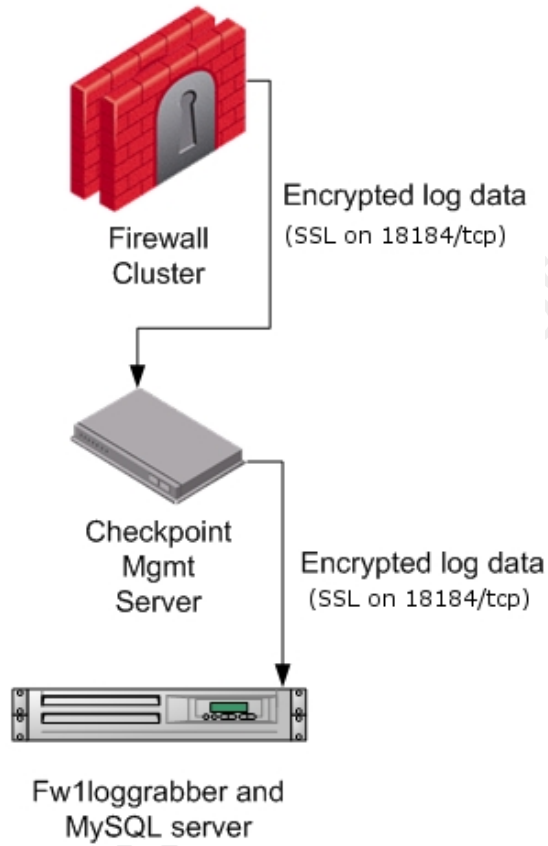 Encrypted log data
(SSL on 18184/tcp)
Firewall
Cluster
Checkpoint
Mgmt
Server
Encrypted log data
(SSL on 18184/tcp)
Fw1loggrabber and
MySQL server